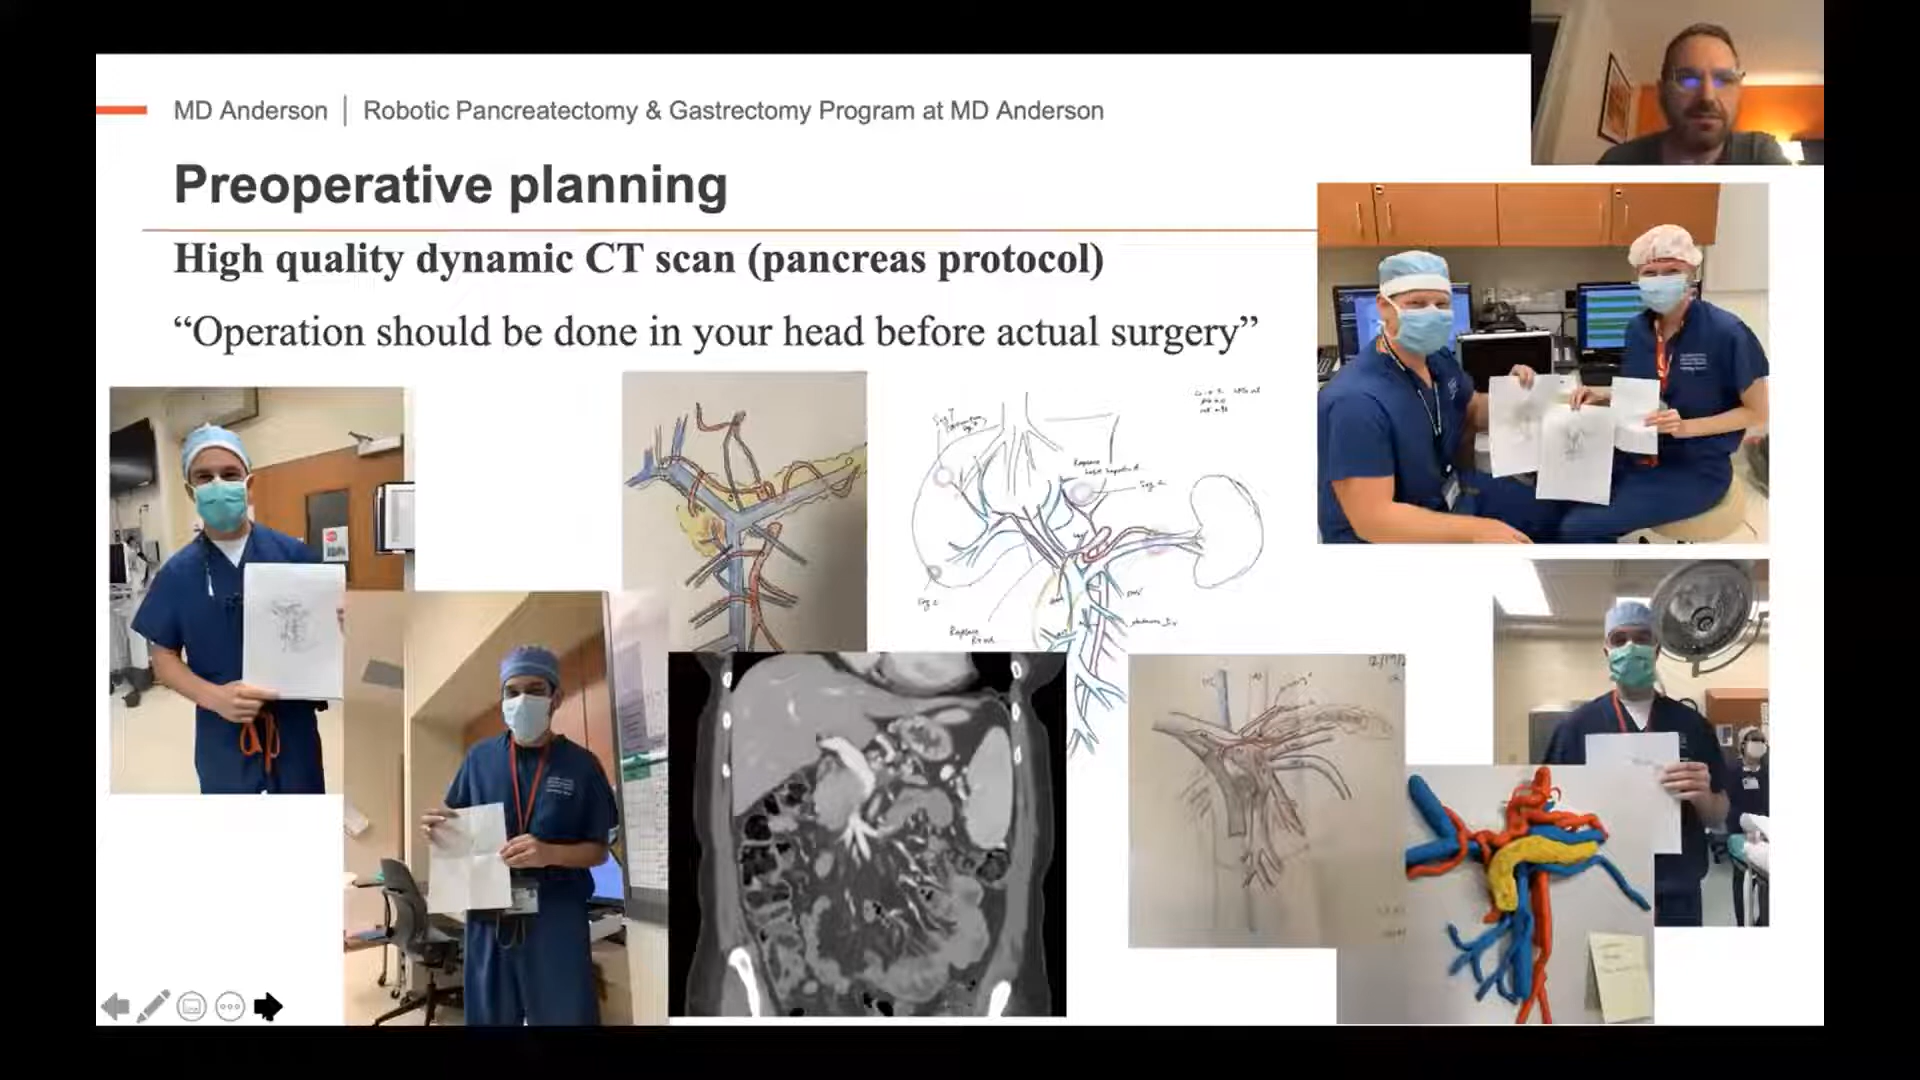 MD Anderson | Robotic Pancreatectomy & Gastrectomy Program at MD Anderson
Preoperative planning
High quality dynamic CT scan (pancreas protocol)
“Operation should be done in your head before actual surgery”